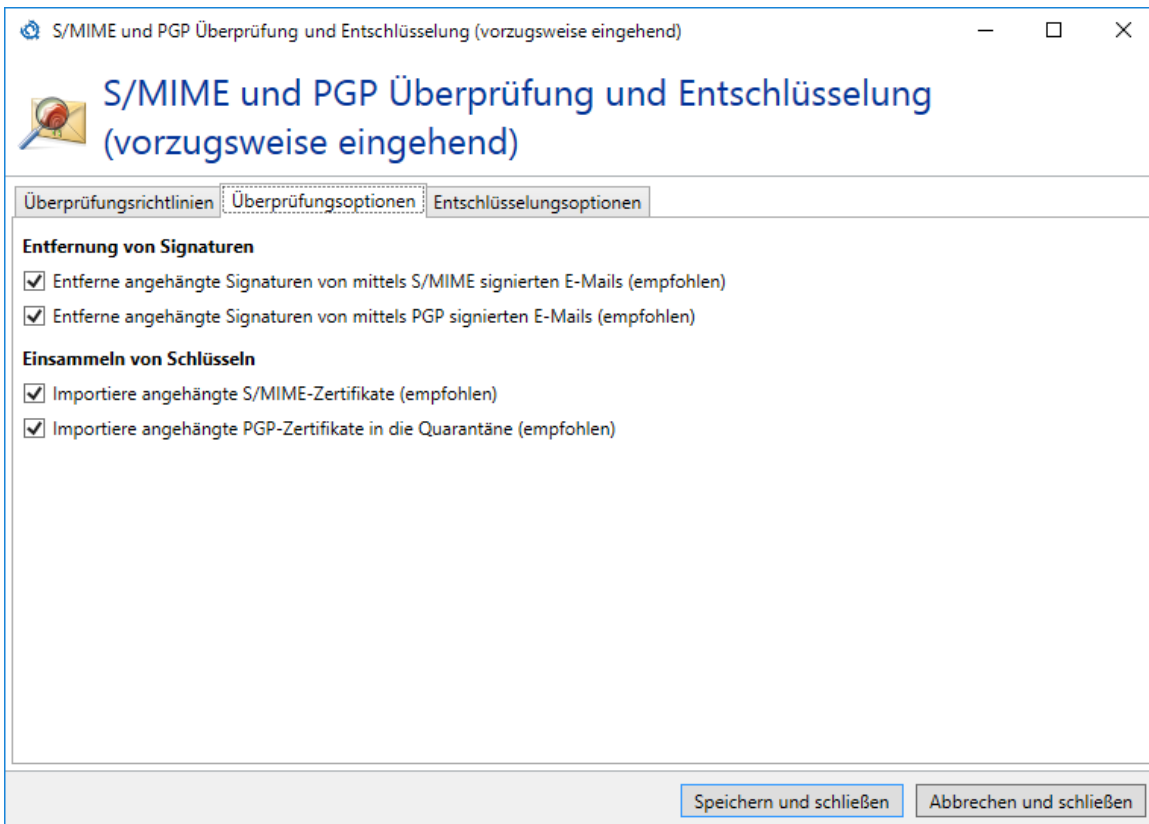 S/MIME und PGP Überprüfung und Entschlüsselung (vorzugsweise eingehend)
S/MIME und PGP Überprüfung und Entschlüsselung
(vorzugsweise eingehend)
Überprüfungsrichtlinien Überprüfungsoptionen Entschlüsselungsoptionen
Entfernung von Signaturen
Entferne angehängte Signaturen von mittels S/MIME signierten E-Mails (empfohlen)
Entferne angehängte Signaturen von mittels PGP signierten E-Mails (empfohlen)
Einsammeln von Schlüsseln
Importiere angehängte S/MIME-Zertifikate (empfohlen)
Importiere angehängte PGP-Zertifikate in die Quarantäne (empfohlen)
Speichern und schließen Abbrechen und schließen